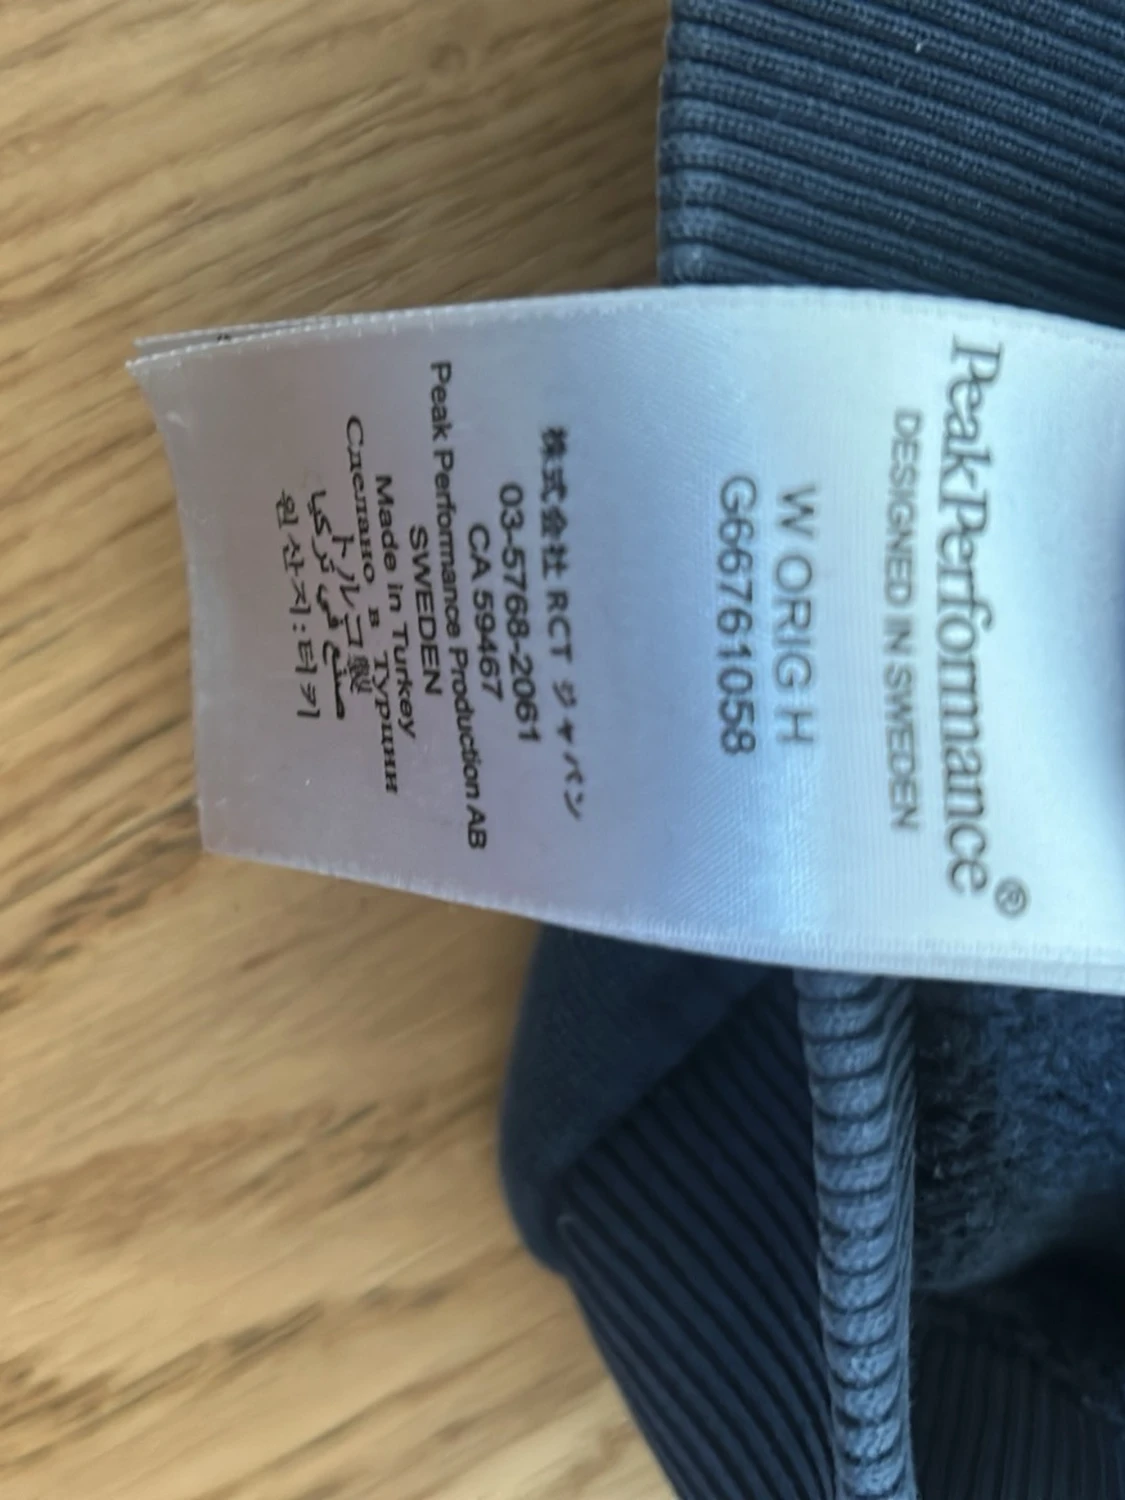 PeakPerformance®
DESIGNED IN SWEDEN
W ORIG H
G66761058
株式会社 RCT ジャパン
03-5768-2061
CA 59467
Peak Performance Production AB
SWEDEN
Made in Turkey
Сделано в Турции
トルコ製
صنع في تركيا
원산지:터키